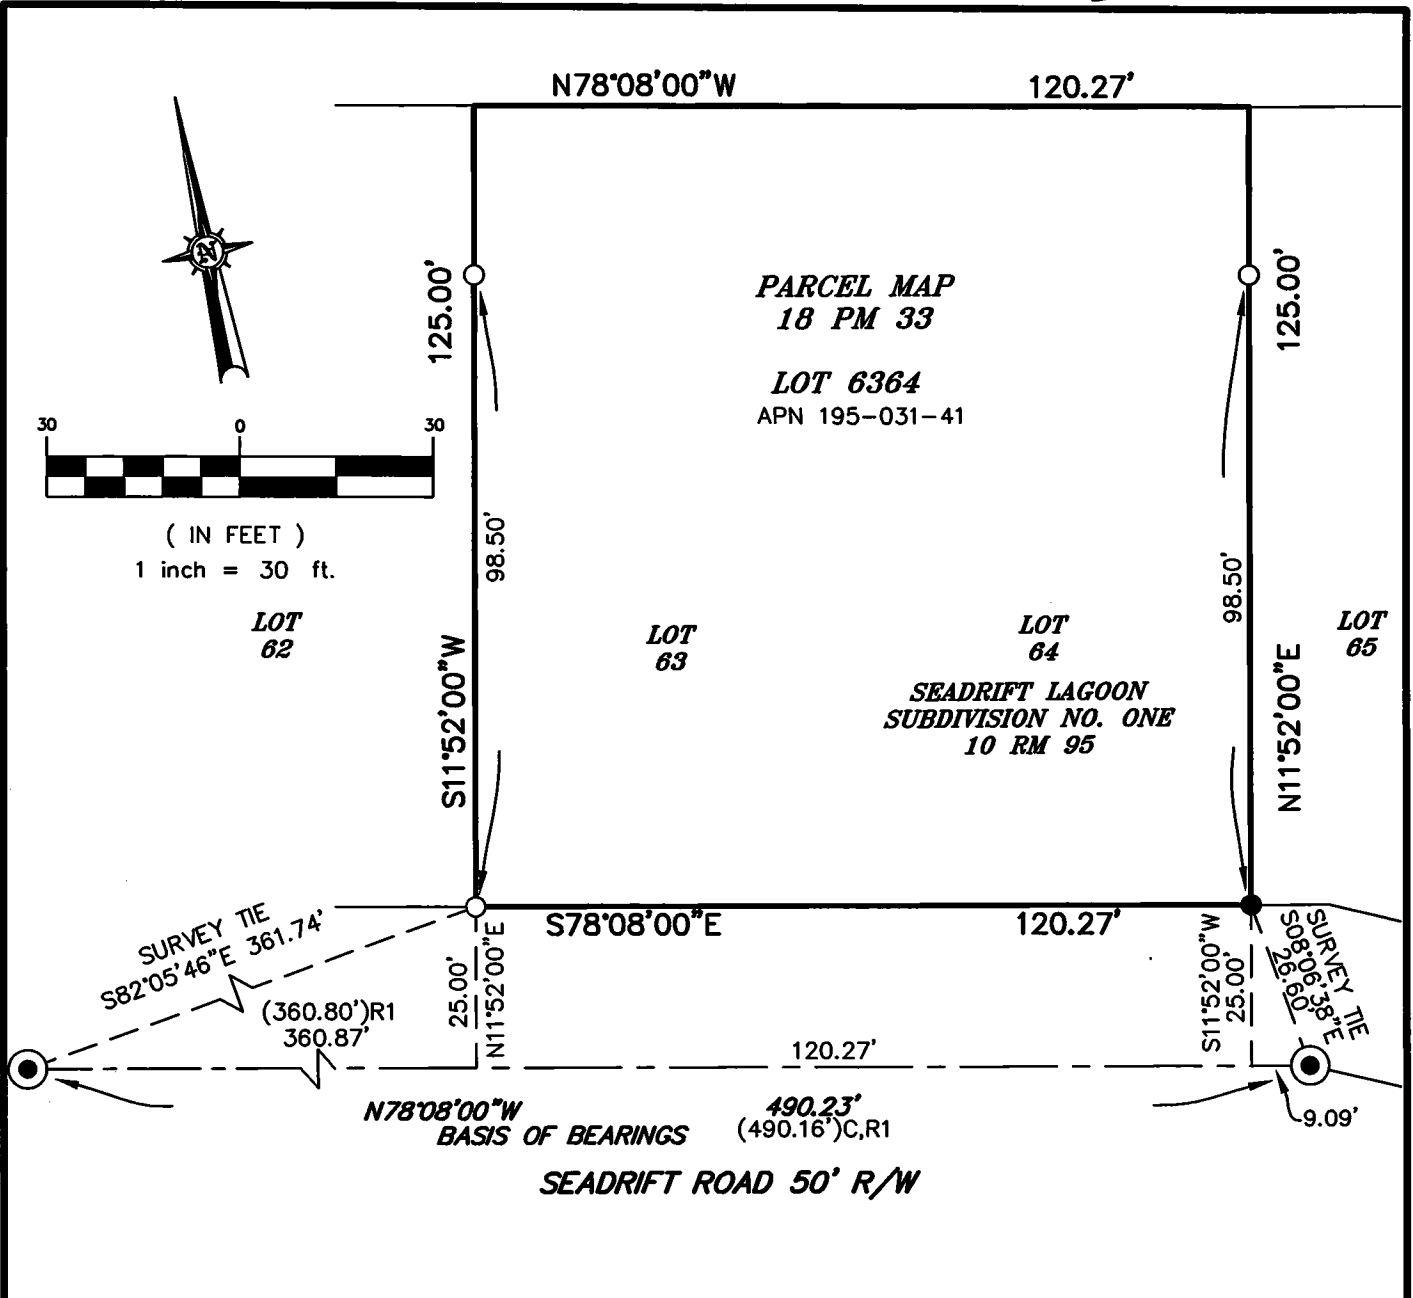 N78°08'00"W 120.27'
N
125.00'
125.00'
PARCEL MAP
18 PM 33
LOT 6364
APN 195-031-41
30 0 30
( IN FEET )
1 inch = 30 ft.
98.50'
98.50'
LOT
62
LOT
63
LOT
64
LOT
65
SEADRIFT LAGOON
SUBDIVISION NO. ONE
10 RM 95
S11°52'00"W
N11°52'00"E
S78°08'00"E 120.27'
SURVEY TIE
S82°05'46"E 361.74'
(360.80')R1
360.87'
25.00'
N11°52'00"E
S11°52'00"W
25.00'
SURVEY TIE
S08°06'38"E
26.60'
120.27'
N78°08'00"W 490.23'
BASIS OF BEARINGS (490.16')C,R1
9.09'
SEADRIFT ROAD 50' R/W